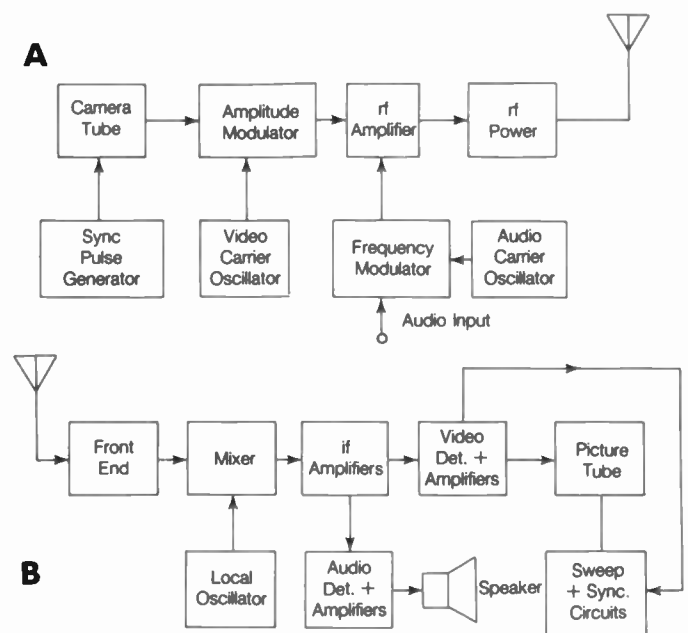 A
Camera
Tube
Amplitude
Modulator
rf
Amplifier
rf
Power
Sync
Pulse
Generator
Video
Carrier
Oscillator
Frequency
Modulator
Audio
Carrier
Oscillator
Audio Input
Front
End
Mixer
if
Amplifiers
Video
Det. +
Amplifiers
Picture
Tube
B
Local
Oscillator
Audio
Det. +
Amplifiers
Speaker
Sweep
+ Sync.
Circuits